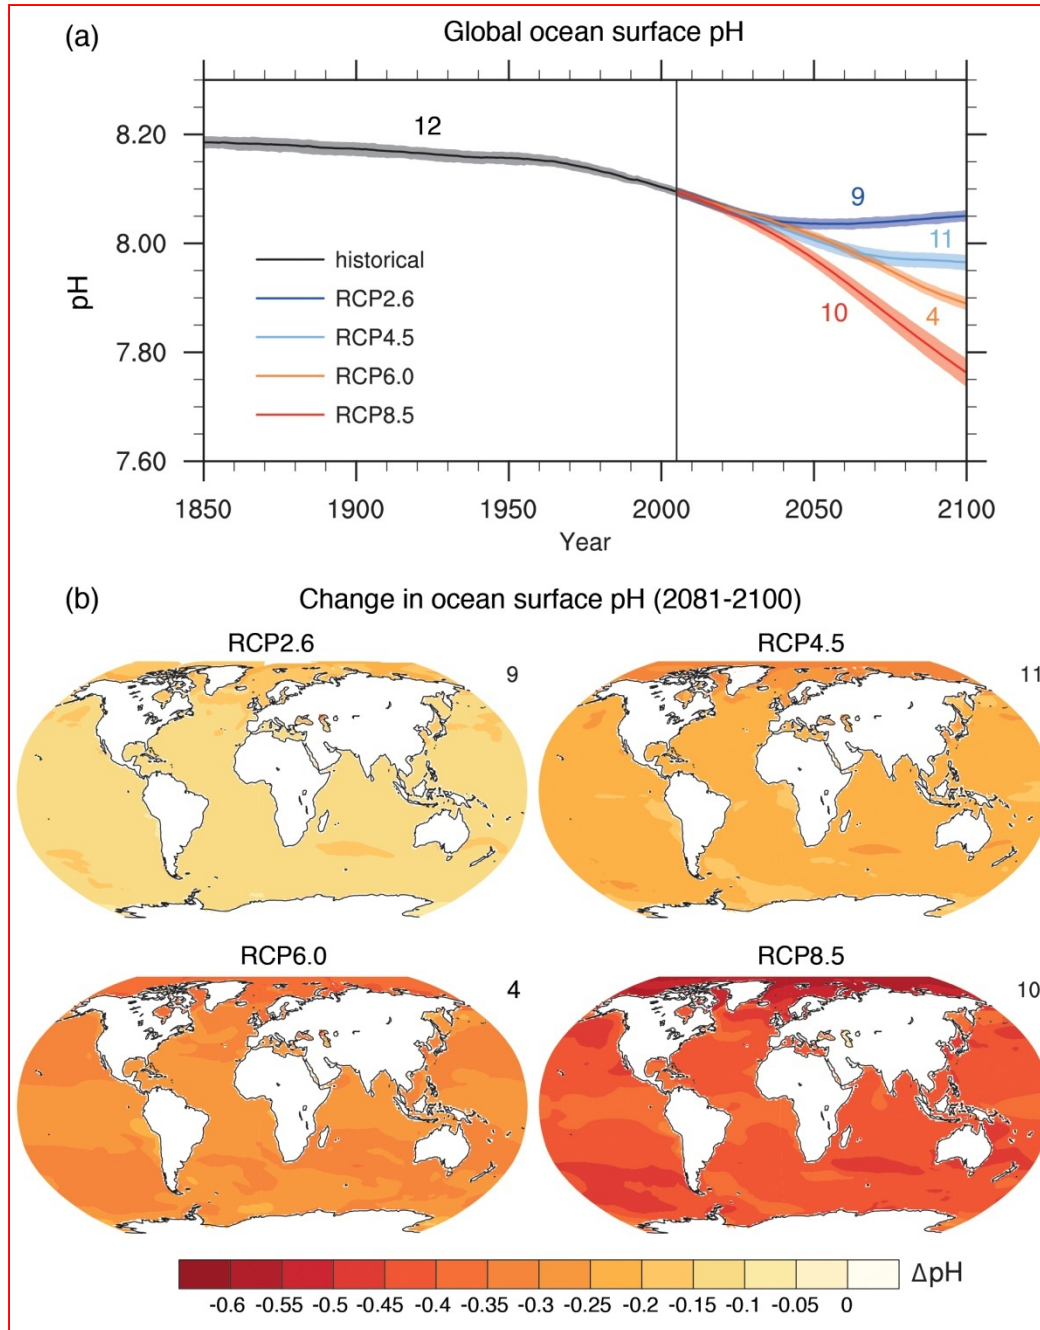 (a)
Global ocean surface pH
8.20
8.00
7.80
7.60
pH
12
9
11
4
10
historical
RCP2.6
RCP4.5
RCP6.0
RCP8.5
1850 1900 1950 2000 2050 2100
Year
(b)
Change in ocean surface pH (2081-2100)
RCP2.6 9
RCP4.5 11
RCP6.0 4
RCP8.5 10
ΔpH
-0.6 -0.55 -0.5 -0.45 -0.4 -0.35 -0.3 -0.25 -0.2 -0.15 -0.1 -0.05 0